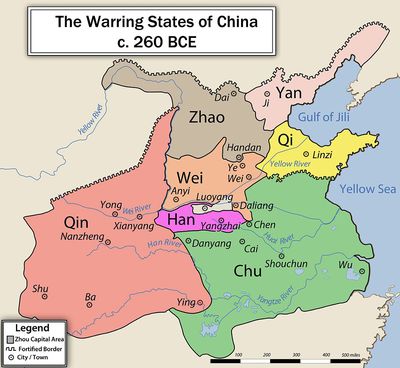 The Warring States of China
c. 260 BCE
Yan
Dai
Ji
Zhao
Gulf of Jili
Yellow River
Handan
Qi
Linzi
Ye
Yellow River
Wei
Wei
Anyi
Luoyang
Yellow Sea
Daliang
Yong
Wei River
Han
Yangzhai
Chen
Qin
Xianyang
Nanzheng
Han River
Danyang
Cai
Huai River
Chu
Shouchun
Wu
Shu
Ba
Ying
Yangtze River
Legend
Zhou Capital Area
Fortified Border
City / Town
100 200 300 400 500 miles